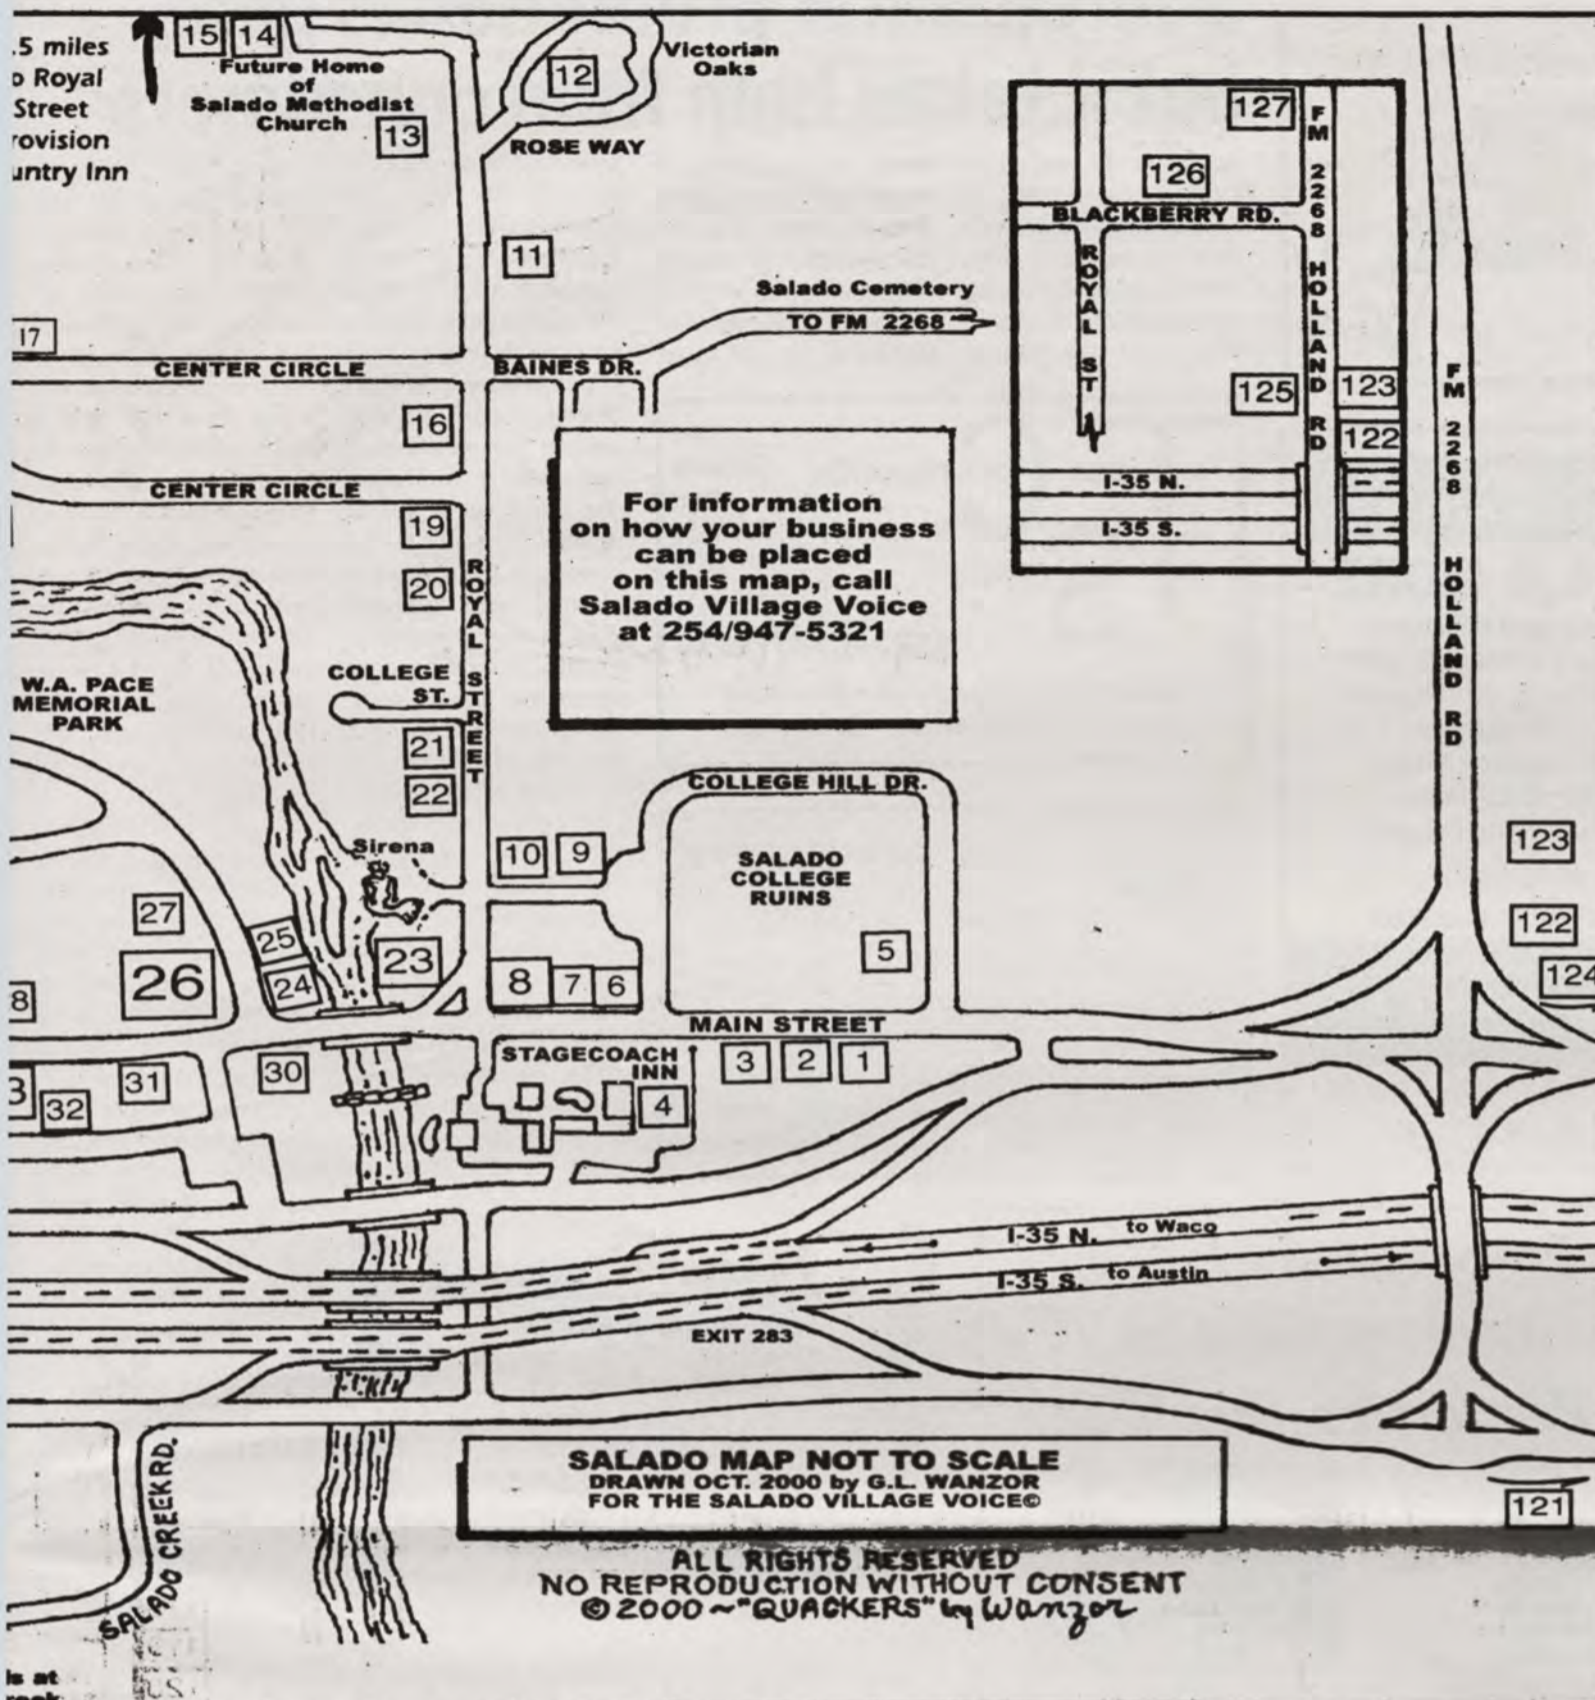 .5 miles
o Royal
Street
rovision
untry Inn
15
14
Future Home
of
Salado Methodist
Church
13
12
Victorian
Oaks
ROSE WAY
11
Salado Cemetery
TO FM 2268
17
CENTER CIRCLE
BAINES DR.
16
CENTER CIRCLE
19
20
ROYAL STREET
COLLEGE
ST.
21
22
For information
on how your business
can be placed
on this map, call
Salado Village Voice
at 254/947-5321
127
126
BLACKBERRY RD.
ROYAL ST
FM 2268 HOLLAND RD
125
123
122
I-35 N.
I-35 S.
FM 2268 HOLLAND RD
W.A. PACE
MEMORIAL
PARK
COLLEGE HILL DR.
Sirena
10
9
SALADO
COLLEGE
RUINS
5
123
122
124
27
25
26
24
23
8
7
6
8
MAIN STREET
STAGECOACH
INN
3
2
1
4
30
31
3
32
I-35 N.
to Waco
I-35 S.
to Austin
EXIT 283
SALADO CREEK RD.
SALADO MAP NOT TO SCALE
DRAWN OCT. 2000 by G.L. WANZOR
FOR THE SALADO VILLAGE VOICE©
121
ALL RIGHTS RESERVED
NO REPRODUCTION WITHOUT CONSENT
© 2000 ~ "QUACKERS" by Wanzor
ls at